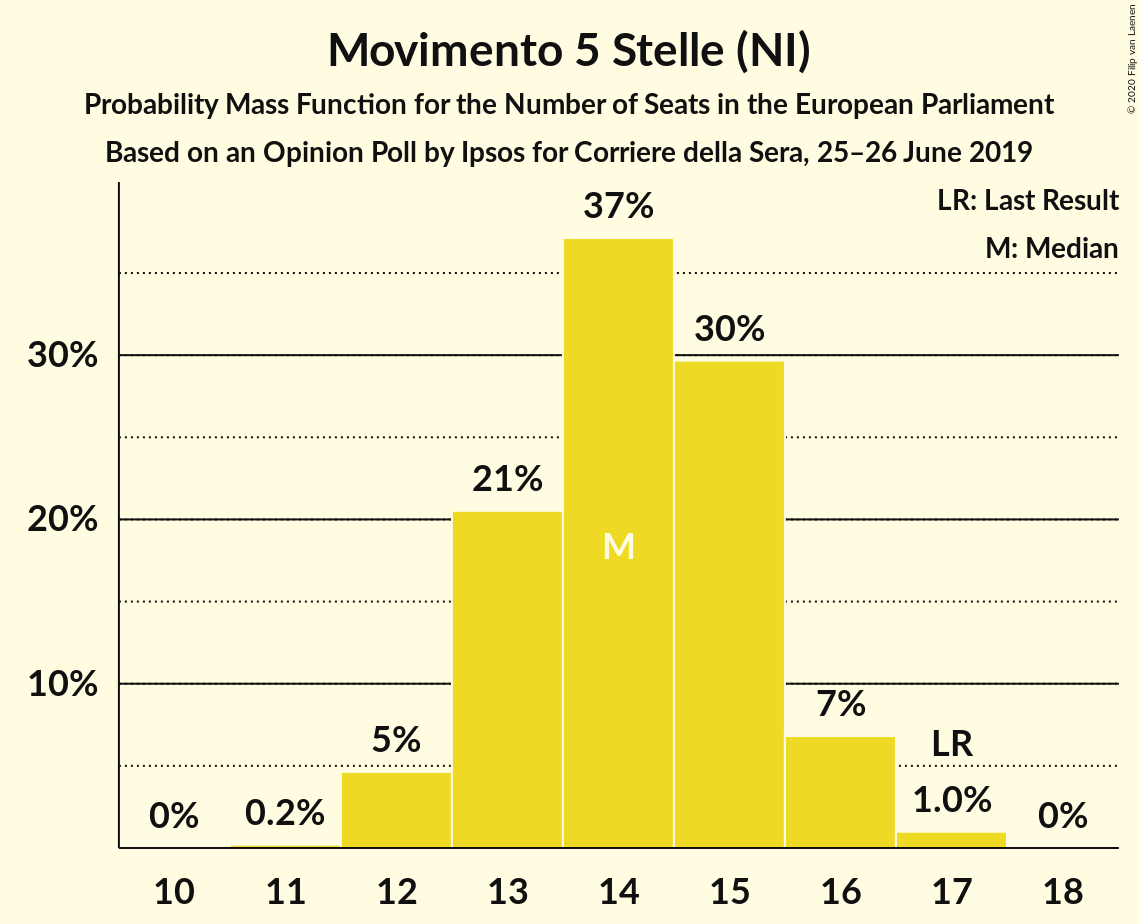 Movimento 5 Stelle (NI)
Probability Mass Function for the Number of Seats in the European Parliament
Based on an Opinion Poll by Ipsos for Corriere della Sera, 25–26 June 2019
© 2020 Filip van Laenen
LR: Last Result
M: Median
37%
30%
30%
21%
20%
M
10%
7%
5%
LR
0%
0.2%
1.0%
0%
10 11 12 13 14 15 16 17 18